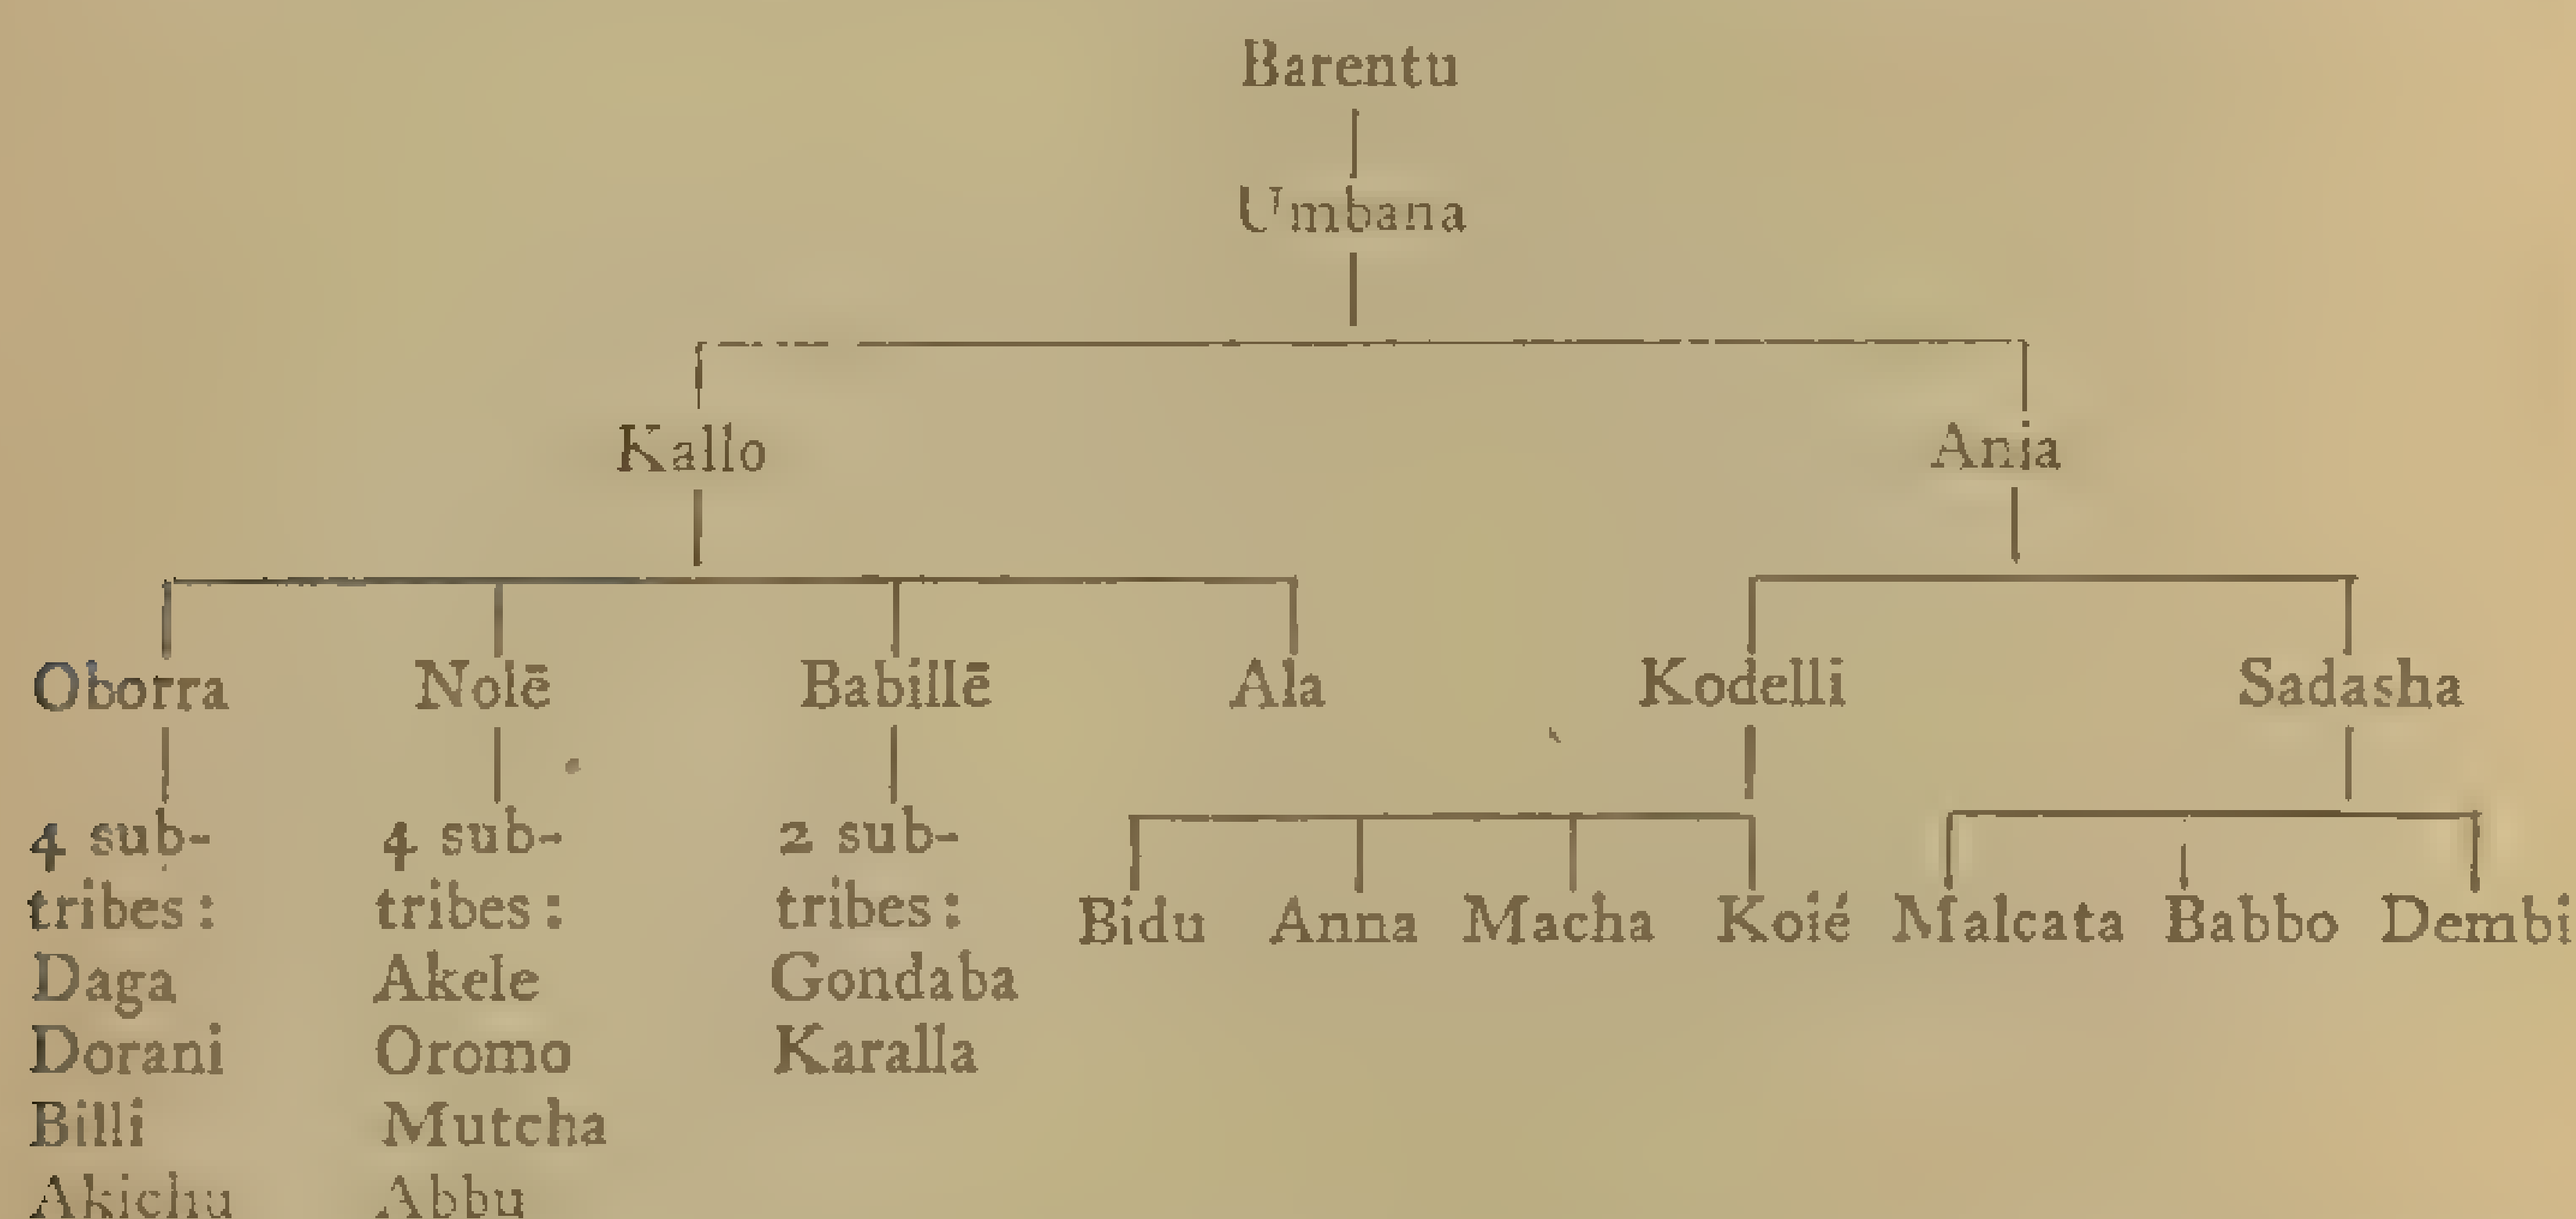 Barentu
Umbana
Kallo Ania
Oborra Nolē Babillē Ala Kodelli Sadasha
4 sub- 4 sub- 2 sub-
tribes: tribes: tribes:
Bidu Anna Macha Koié Malcata Babbo Dembi
Daga Akele Gondaba
Dorani Oromo Karalla
Billi Mutcha
Akichu Abbu